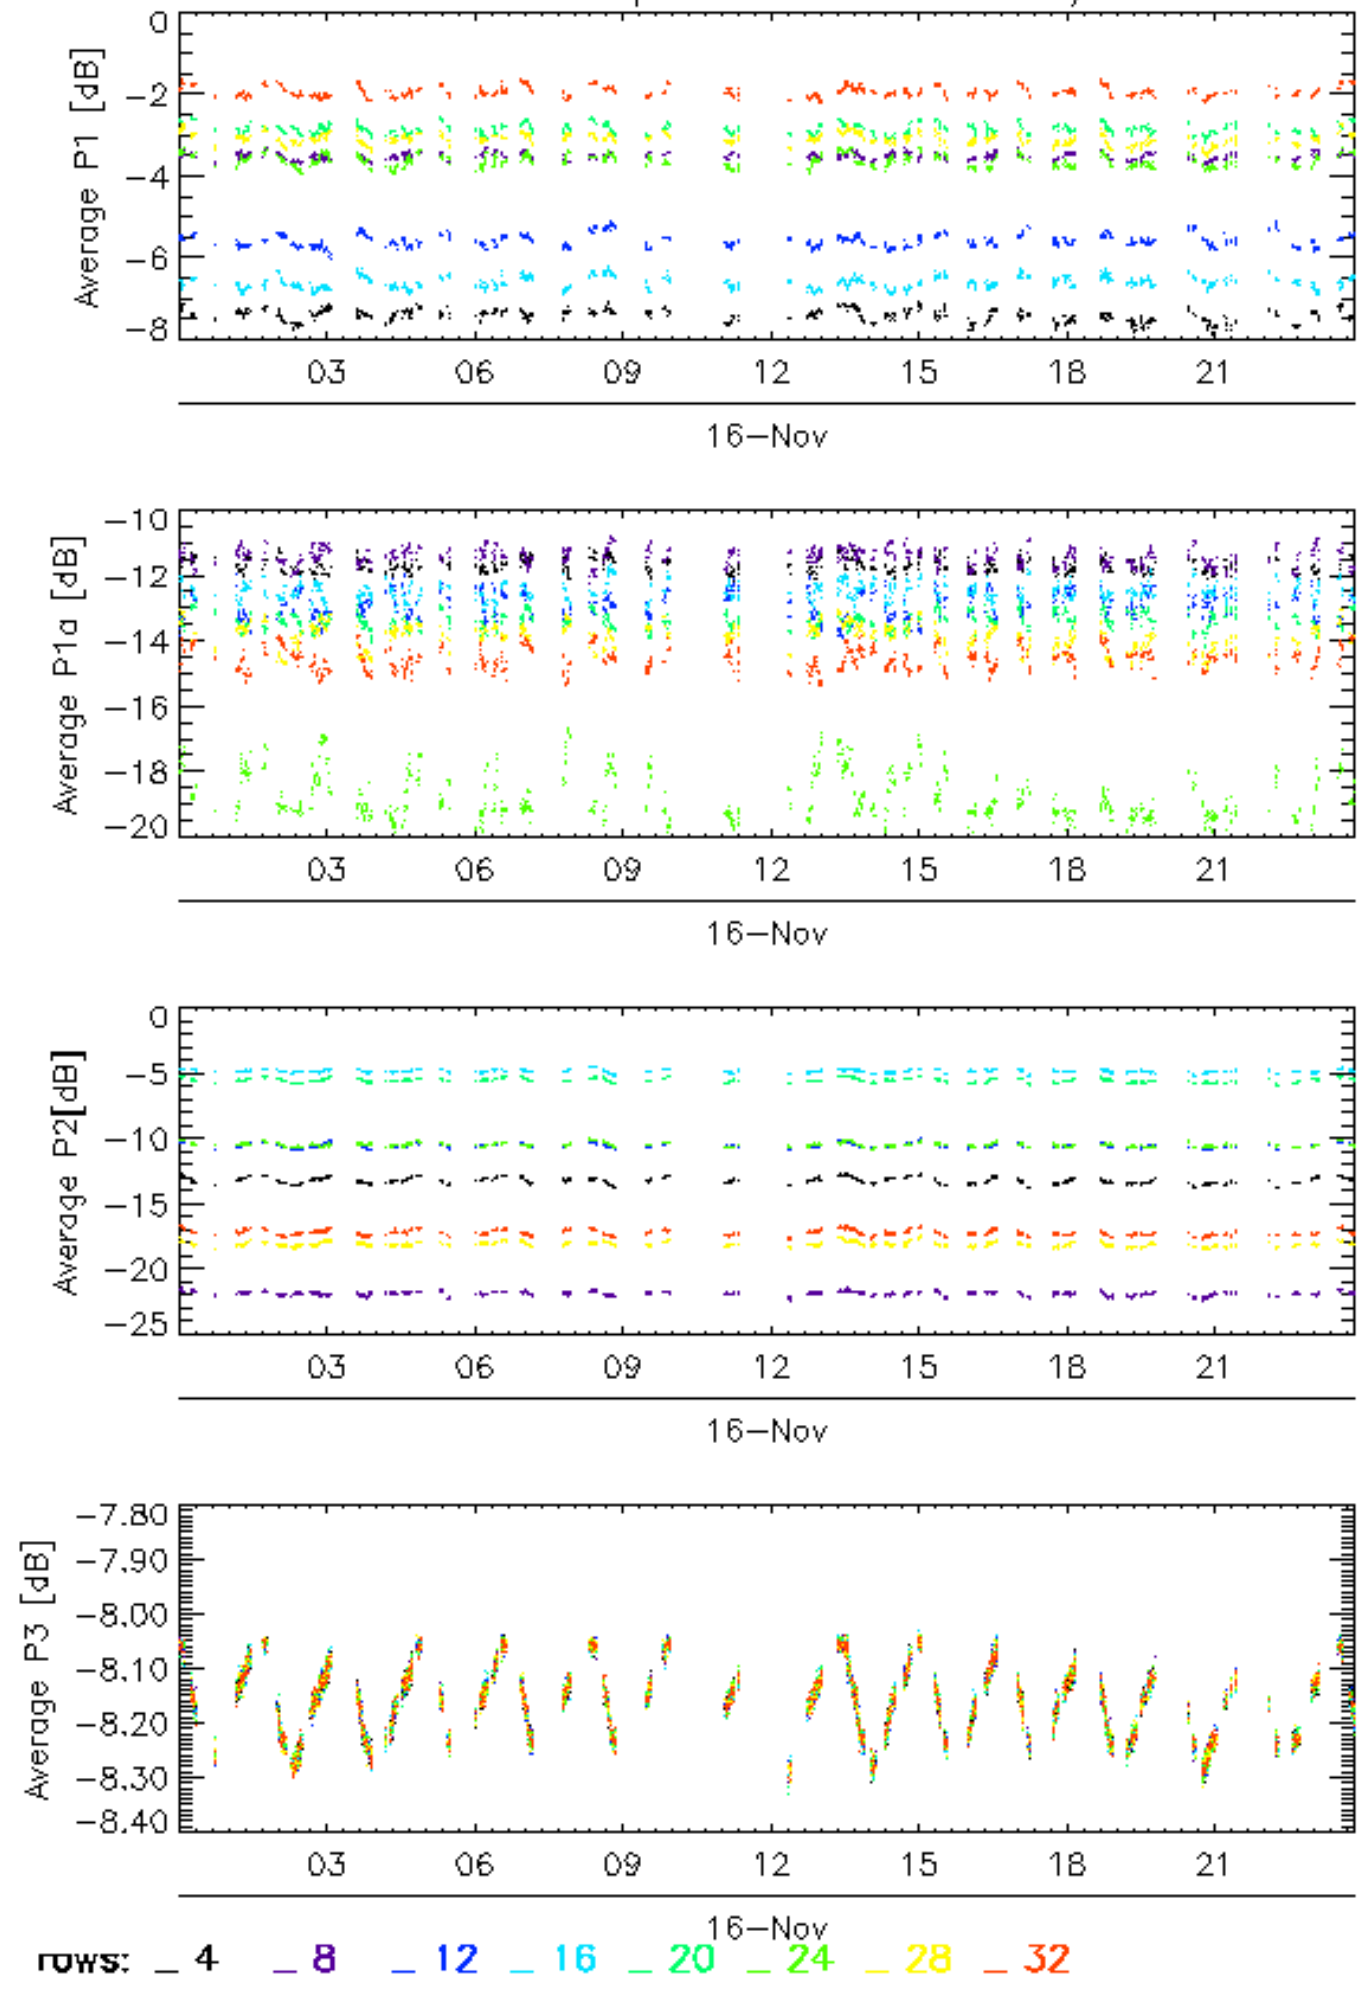 0
−2
−4
−6
−8
Average P1 [dB]
03 06 09 12 15 18 21
16−Nov
−10
−12
−14
−16
−18
−20
Average P1a [dB]
03 06 09 12 15 18 21
16−Nov
0
−5
−10
−15
−20
−25
Average P2[dB]
03 06 09 12 15 18 21
16−Nov
−7.80
−7.90
−8.00
−8.10
−8.20
−8.30
−8.40
Average P3 [dB]
03 06 09 12 15 18 21
16−Nov
rows: _ 4 _ 8 _ 12 _ 16 _ 20 _ 24 _ 28 _ 32